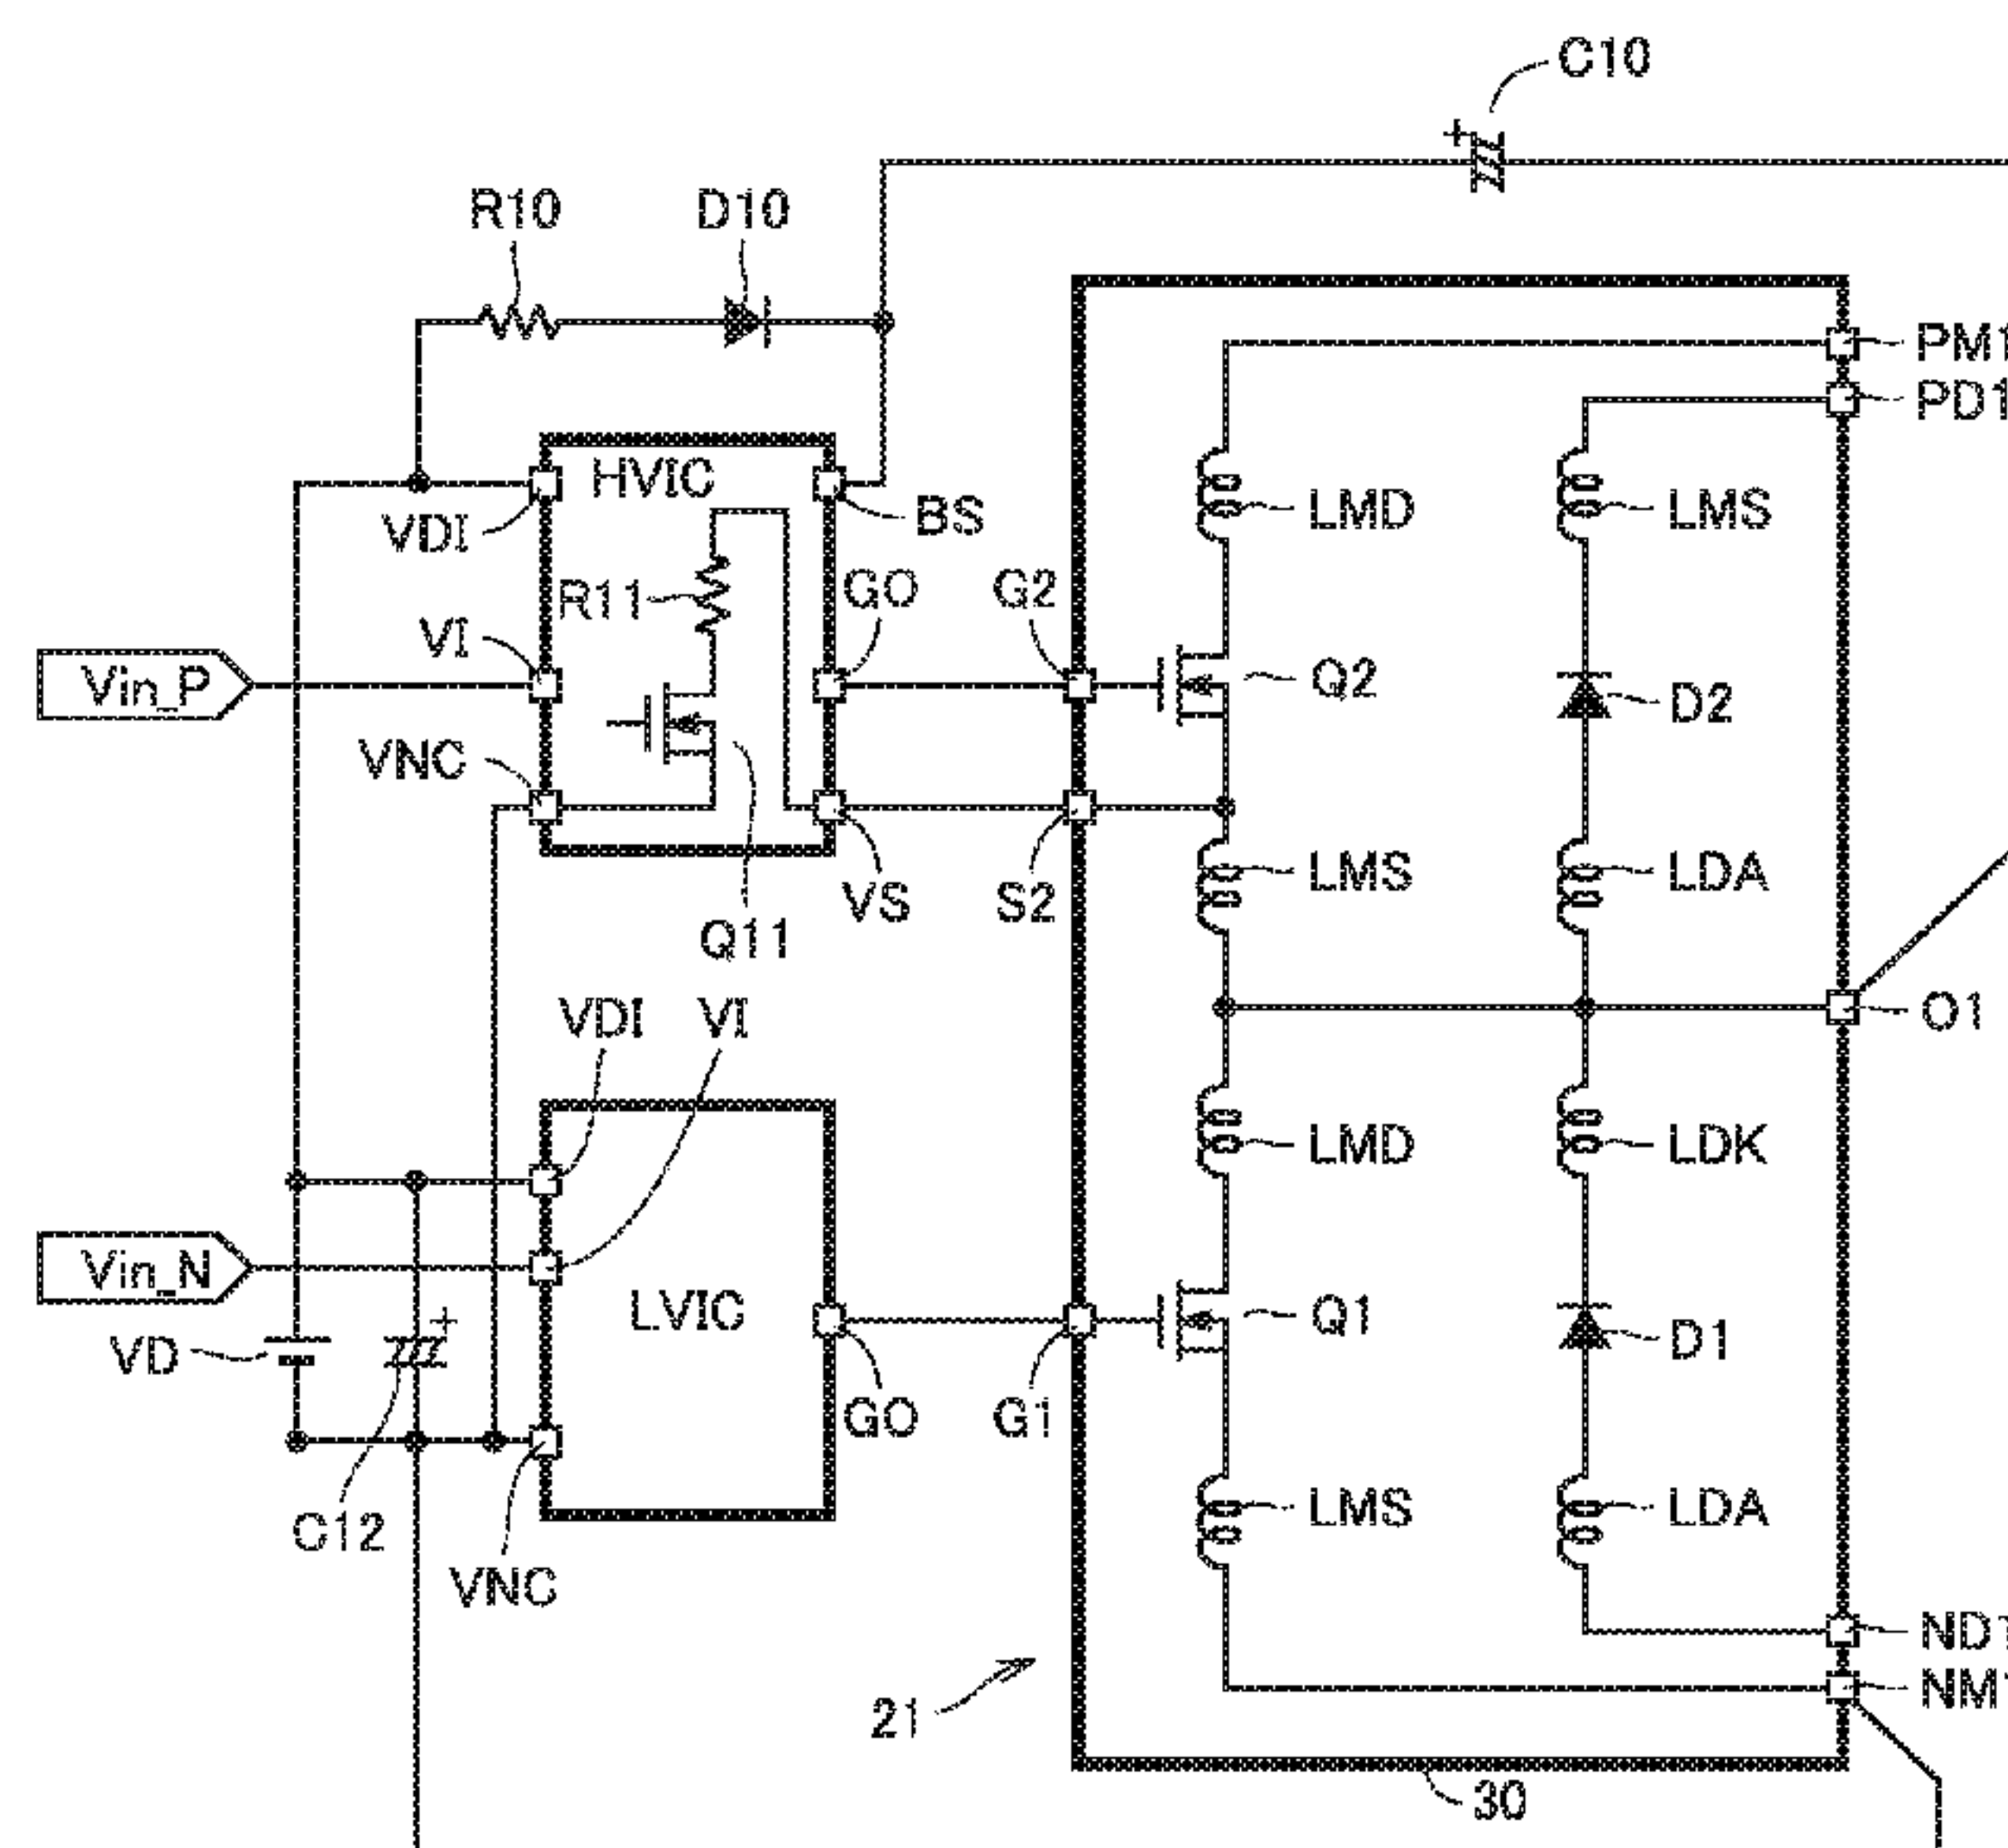 C10
R10
D10
PM1
PD1
HVIC
VDI
BS
LMD
LMS
R11
GO
G2
VI
Vin_P
Q2
D2
VNC
LMS
LDA
VS
S2
Q11
VDI
VI
O1
LMD
LDK
Vin_N
LVIC
Q1
D1
VD
GO
G1
LMS
LDA
C12
VNC
ND1
NM1
21
30